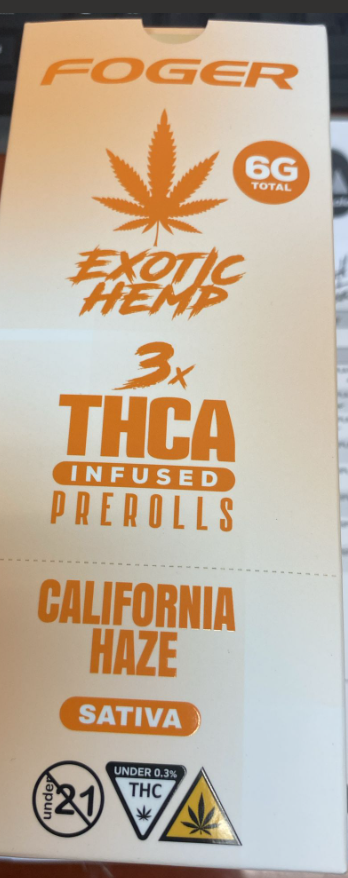 FOGER
6G
TOTAL
EXOTIC
HEMP
3x
THCA
INFUSED
PREROLLS
CALIFORNIA
HAZE
SATIVA
under 21
UNDER 0.3%
THC